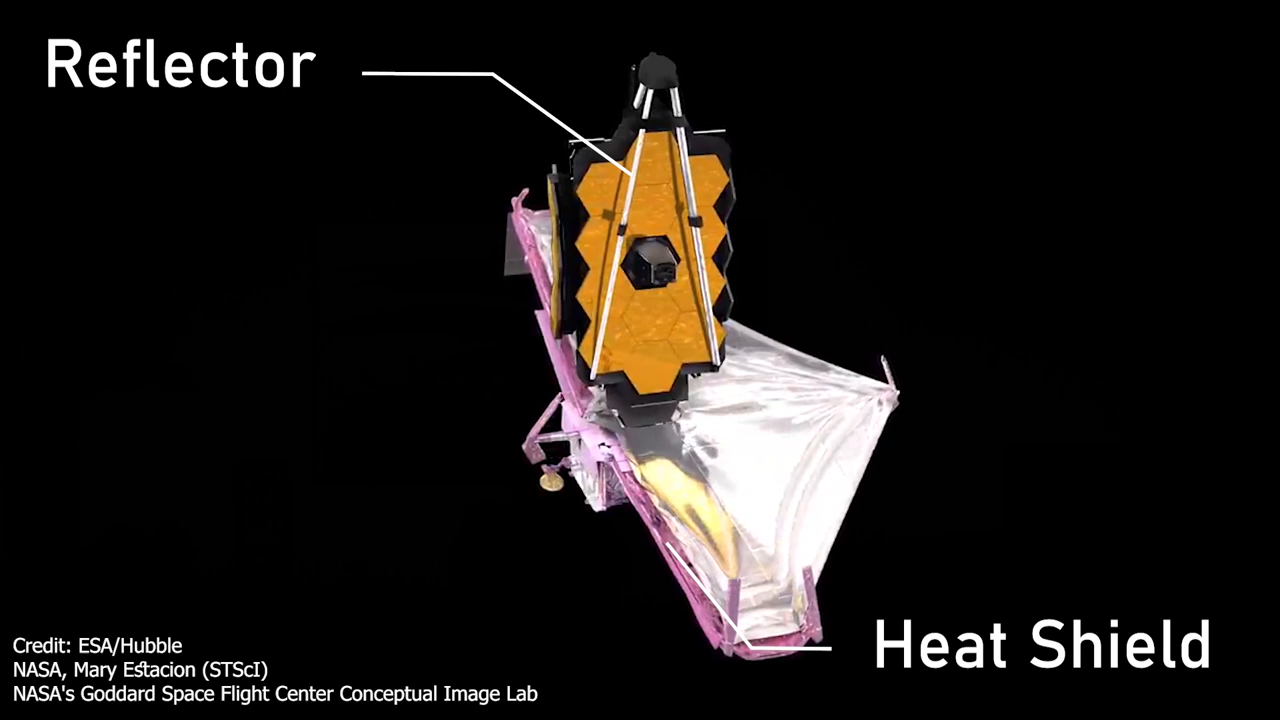 Reflector
Heat Shield
Credit: ESA/Hubble
NASA, Mary Estacion (STScI)
NASA's Goddard Space Flight Center Conceptual Image Lab